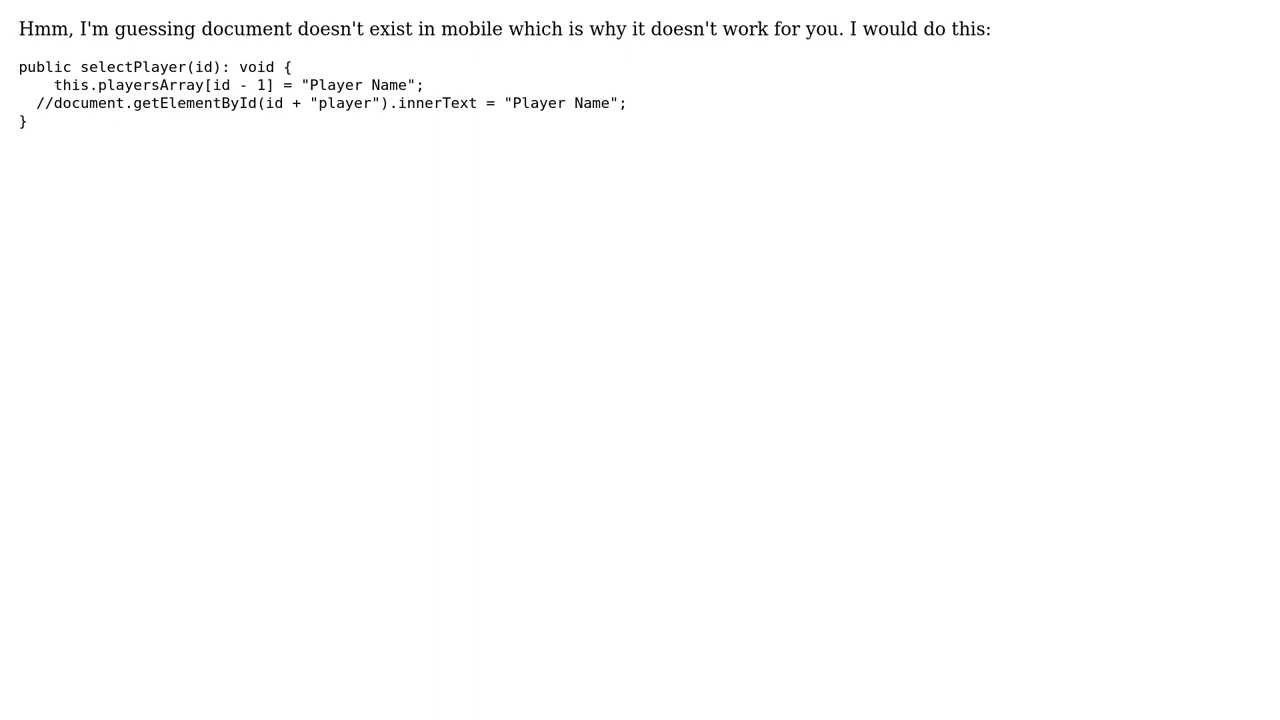 Hmm, I'm guessing document doesn't exist in mobile which is why it doesn't work for you. I would do this:
public selectPlayer(id): void {
    this.playersArray[id - 1] = "Player Name";
  //document.getElementById(id + "player").innerText = "Player Name";
}